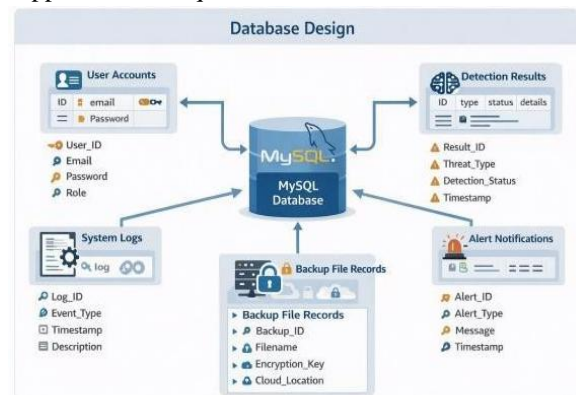 Database Design
User Accounts
ID email
Password
User_ID
Email
Password
Role
Detection Results
ID type status details
Result_ID
Threat_Type
Detection_Status
Timestamp
MySQL.
MySQL
Database
System Logs
log
Log_ID
Event_Type
Timestamp
Description
Backup File Records
Backup File Records
Backup_ID
Filename
Encryption_Key
Cloud_Location
Alert Notifications
Alert_ID
Alert_Type
Message
Timestamp